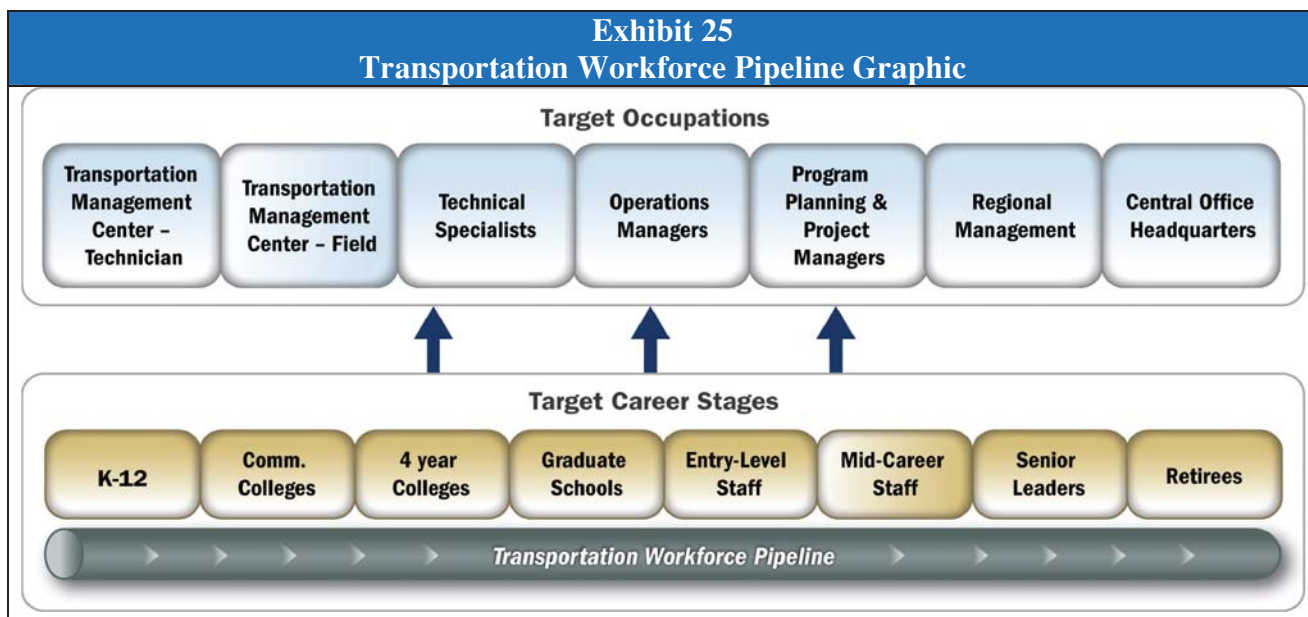 Exhibit 25
Transportation Workforce Pipeline Graphic
Target Occupations
Transportation
Management
Center –
Technician
Transportation
Management
Center – Field
Technical
Specialists
Operations
Managers
Program
Planning &
Project
Managers
Regional
Management
Central Office
Headquarters
Target Career Stages
K-12
Comm.
Colleges
4 year
Colleges
Graduate
Schools
Entry-Level
Staff
Mid-Career
Staff
Senior
Leaders
Retirees
Transportation Workforce Pipeline